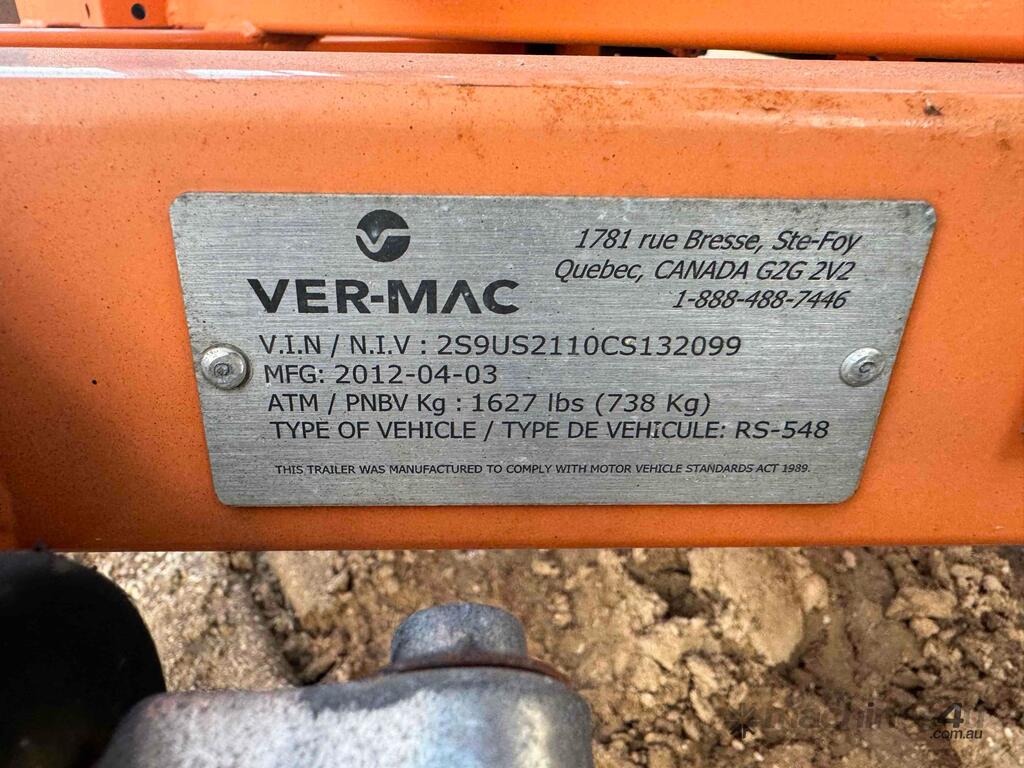 VER-MAC
1781 rue Bresse, Ste-Foy
Quebec, CANADA G2G 2V2
1-888-488-7446
V.I.N / N.I.V : 2S9US2110CS132099
MFG: 2012-04-03
ATM / PNBV Kg : 1627 lbs (738 Kg)
TYPE OF VEHICLE / TYPE DE VEHICULE: RS-548
THIS TRAILER WAS MANUFACTURED TO COMPLY WITH MOTOR VEHICLE STANDARDS ACT 1989.
.com.au